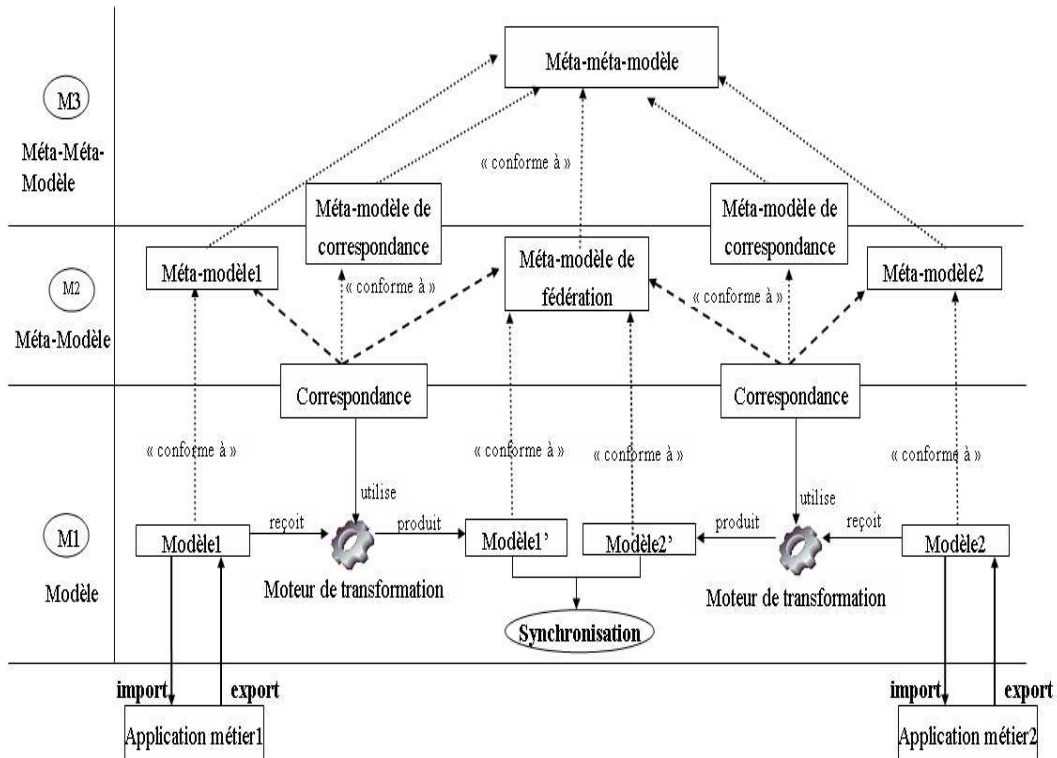 Méta-méta-modèle
M3
Méta-Méta-
Modèle
« conforme à »
Méta-modèle de
correspondance
Méta-modèle de
correspondance
Méta-modèle1
Méta-modèle de
fédération
Méta-modèle2
M2
« conforme à »
« conforme à »
Méta-Modèle
Correspondance
Correspondance
« conforme à »
« conforme à »
« conforme à »
« conforme à »
utilise
utilise
M1
reçoit
produit
produit
reçoit
Modèle1
Modèle1’
Modèle2’
Modèle2
Modèle
Moteur de transformation
Moteur de transformation
Synchronisation
import
export
import
export
Application métier1
Application métier2